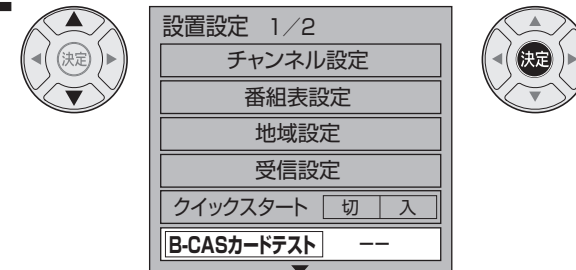 決定
設置設定 1／2
チャンネル設定
番組表設定
地域設定
受信設定
クイックスタート 切 入
B-CASカードテスト −−
決定